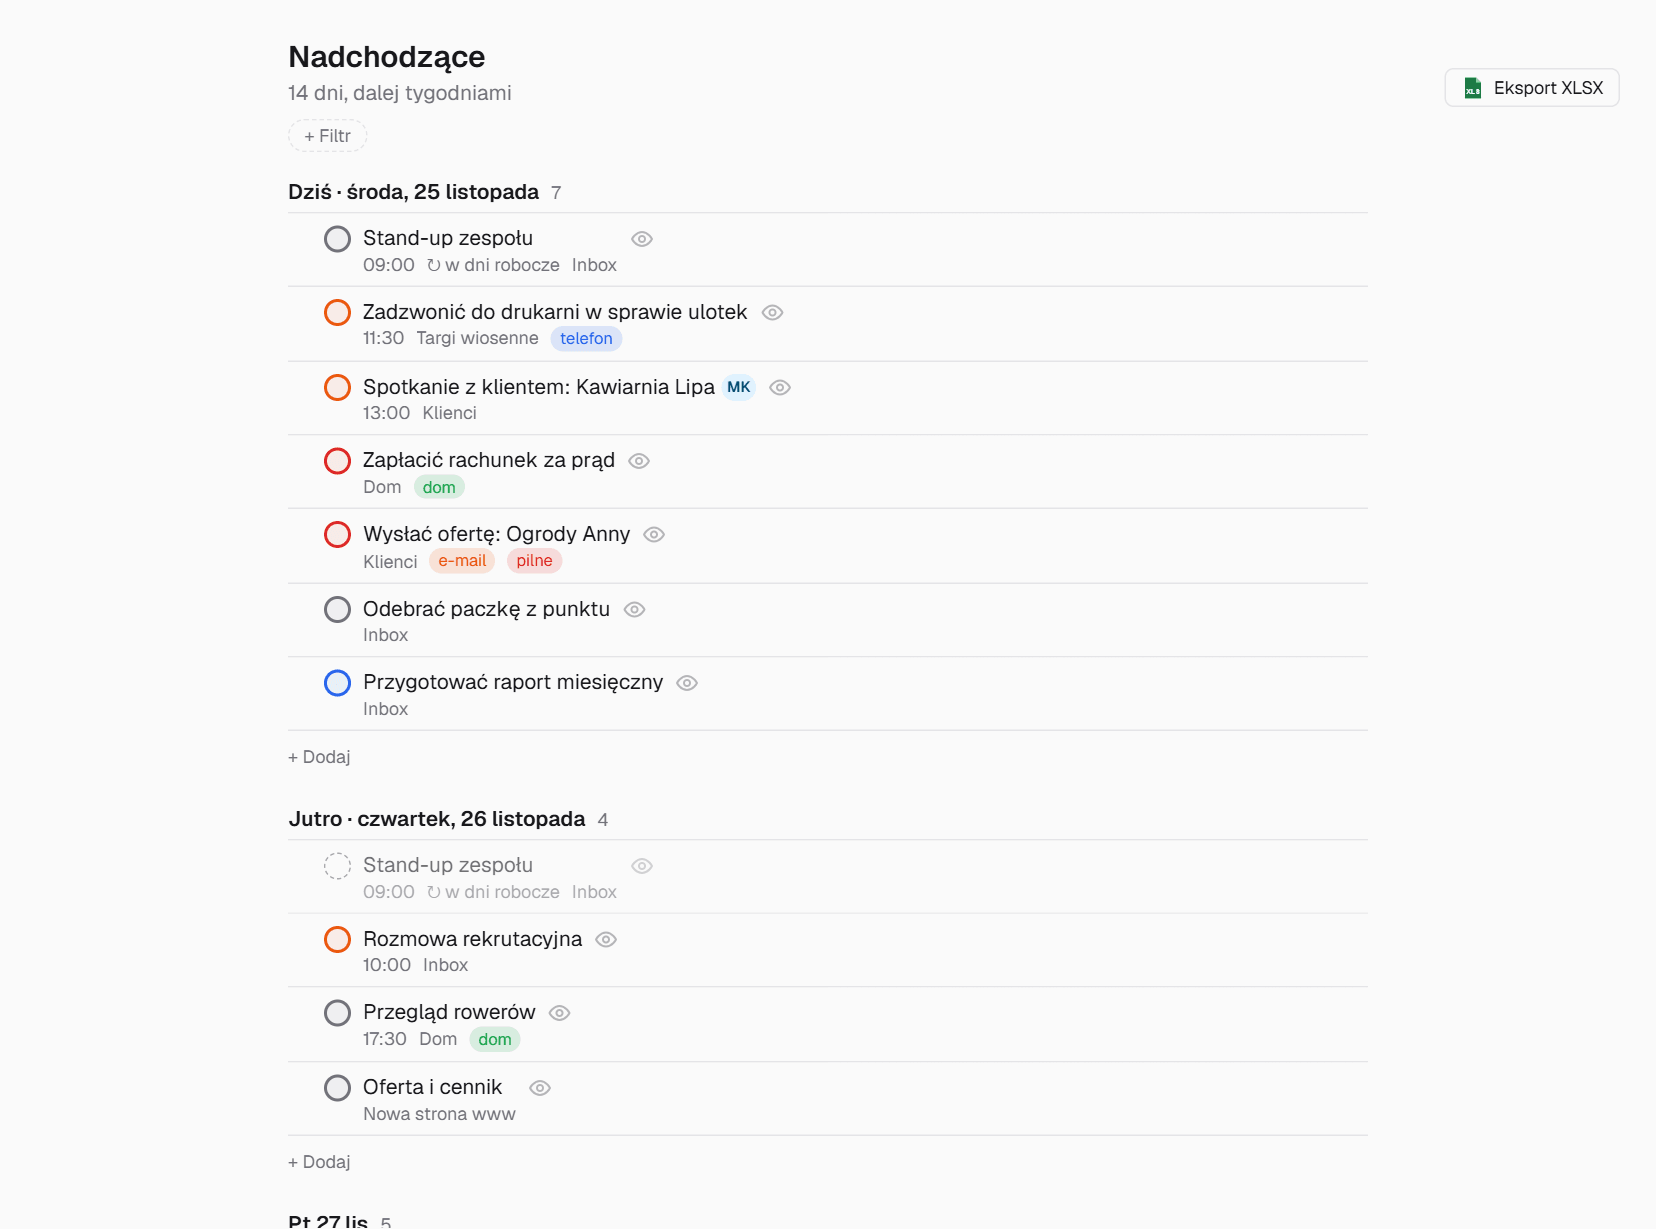 Nadchodzące
14 dni, dalej tygodniami
Eksport XLSX
+ Filtr
Dziś · środa, 25 listopada 7
Stand-up zespołu
09:00 ↻ w dni robocze Inbox
Zadzwonić do drukarni w sprawie ulotek
11:30 Targi wiosenne telefon
Spotkanie z klientem: Kawiarnia Lipa MK
13:00 Klienci
Zapłacić rachunek za prąd
Dom dom
Wysłać ofertę: Ogrody Anny
Klienci e-mail pilne
Odebrać paczkę z punktu
Inbox
Przygotować raport miesięczny
Inbox
+ Dodaj
Jutro · czwartek, 26 listopada 4
Stand-up zespołu
09:00 ↻ w dni robocze Inbox
Rozmowa rekrutacyjna
10:00 Inbox
Przegląd rowerów
17:30 Dom dom
Oferta i cennik
Nowa strona www
+ Dodaj
Pt 27 lis 5